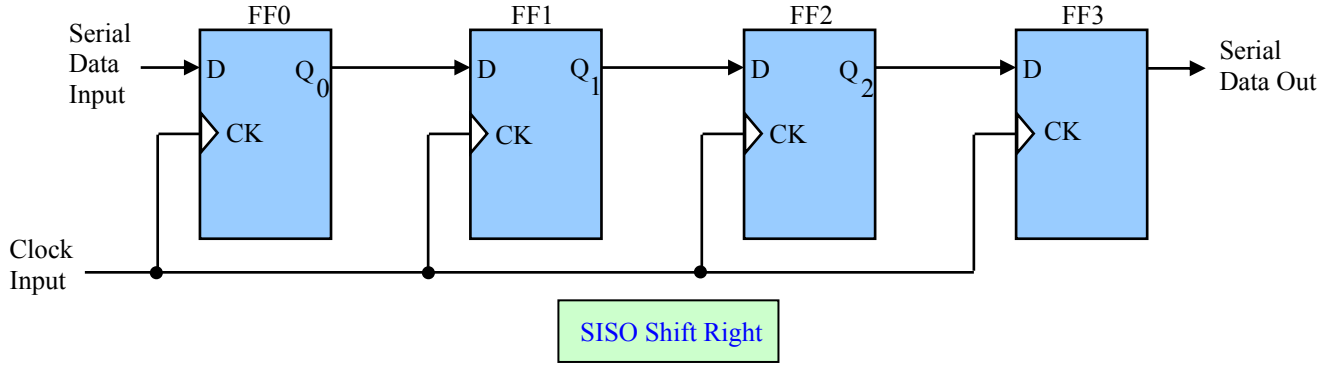 FF0
FF1
FF2
FF3
Serial
Data
Input
D
Q0
D
Q1
D
Q2
D
Serial
Data Out
CK
CK
CK
CK
Clock
Input
SISO Shift Right